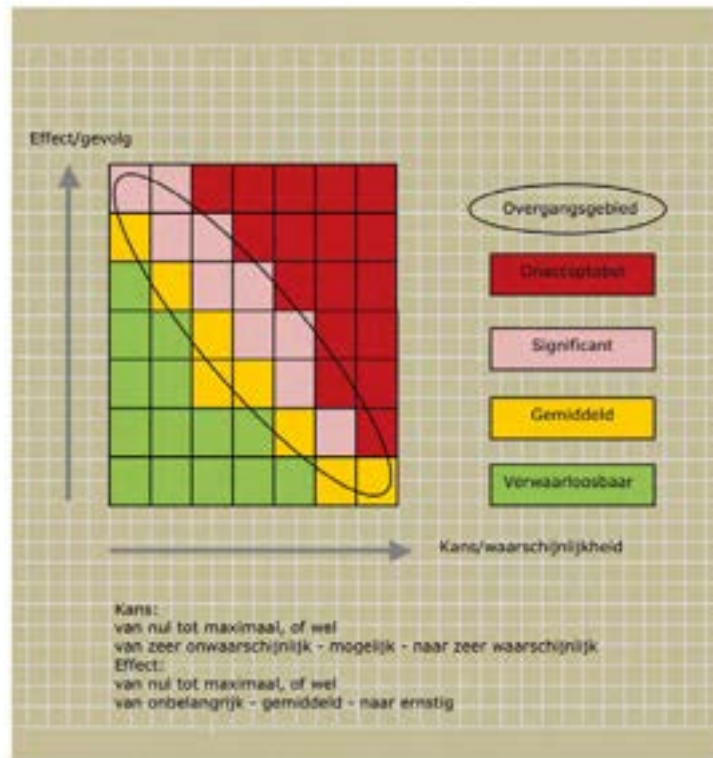 Effect/gevolg
Overgangsgebied
Onacceptabel
Significant
Gemiddeld
Verwaarloosbaar
Kans/waarschijnlijkheid
Kans:
van nul tot maximaal, of wel
van zeer onwaarschijnlijk - mogelijk - naar zeer waarschijnlijk
Effect:
van nul tot maximaal, of wel
van onbelangrijk - gemiddeld - naar ernstig